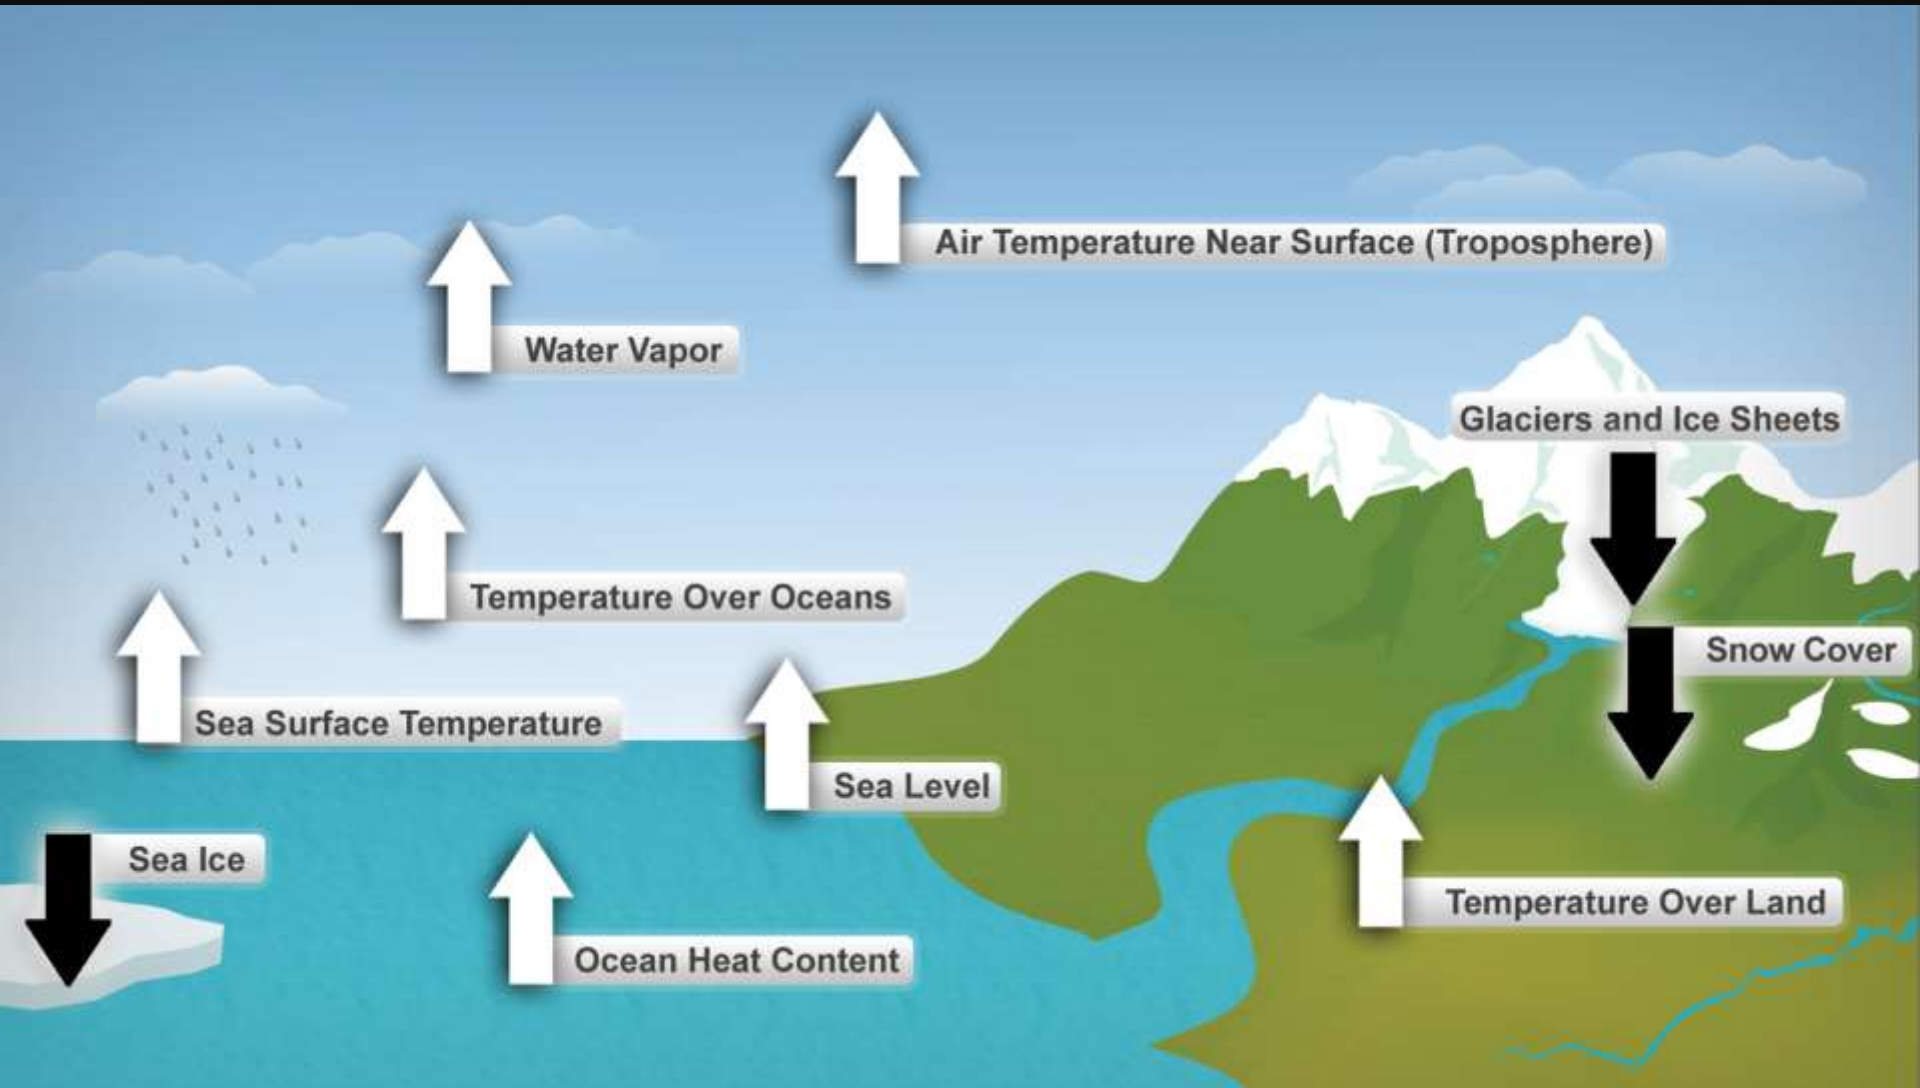 Air Temperature Near Surface (Troposphere)
Water Vapor
Glaciers and Ice Sheets
Temperature Over Oceans
Snow Cover
Sea Surface Temperature
Sea Level
Sea Ice
Temperature Over Land
Ocean Heat Content